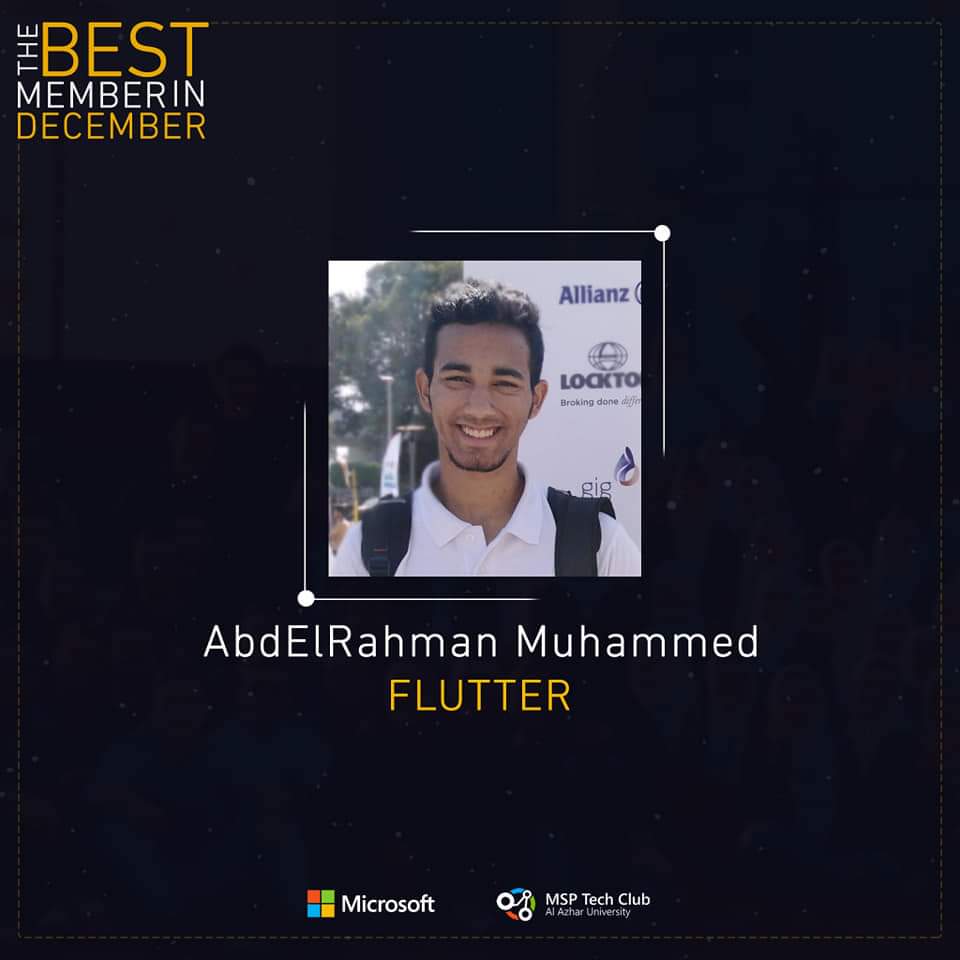 THE
BEST
MEMBER IN
DECEMBER
Allianz
LOCKTO
Broking done differ
gig
AbdElRahman Muhammed
FLUTTER
Microsoft
MSP Tech Club
Al Azhar University